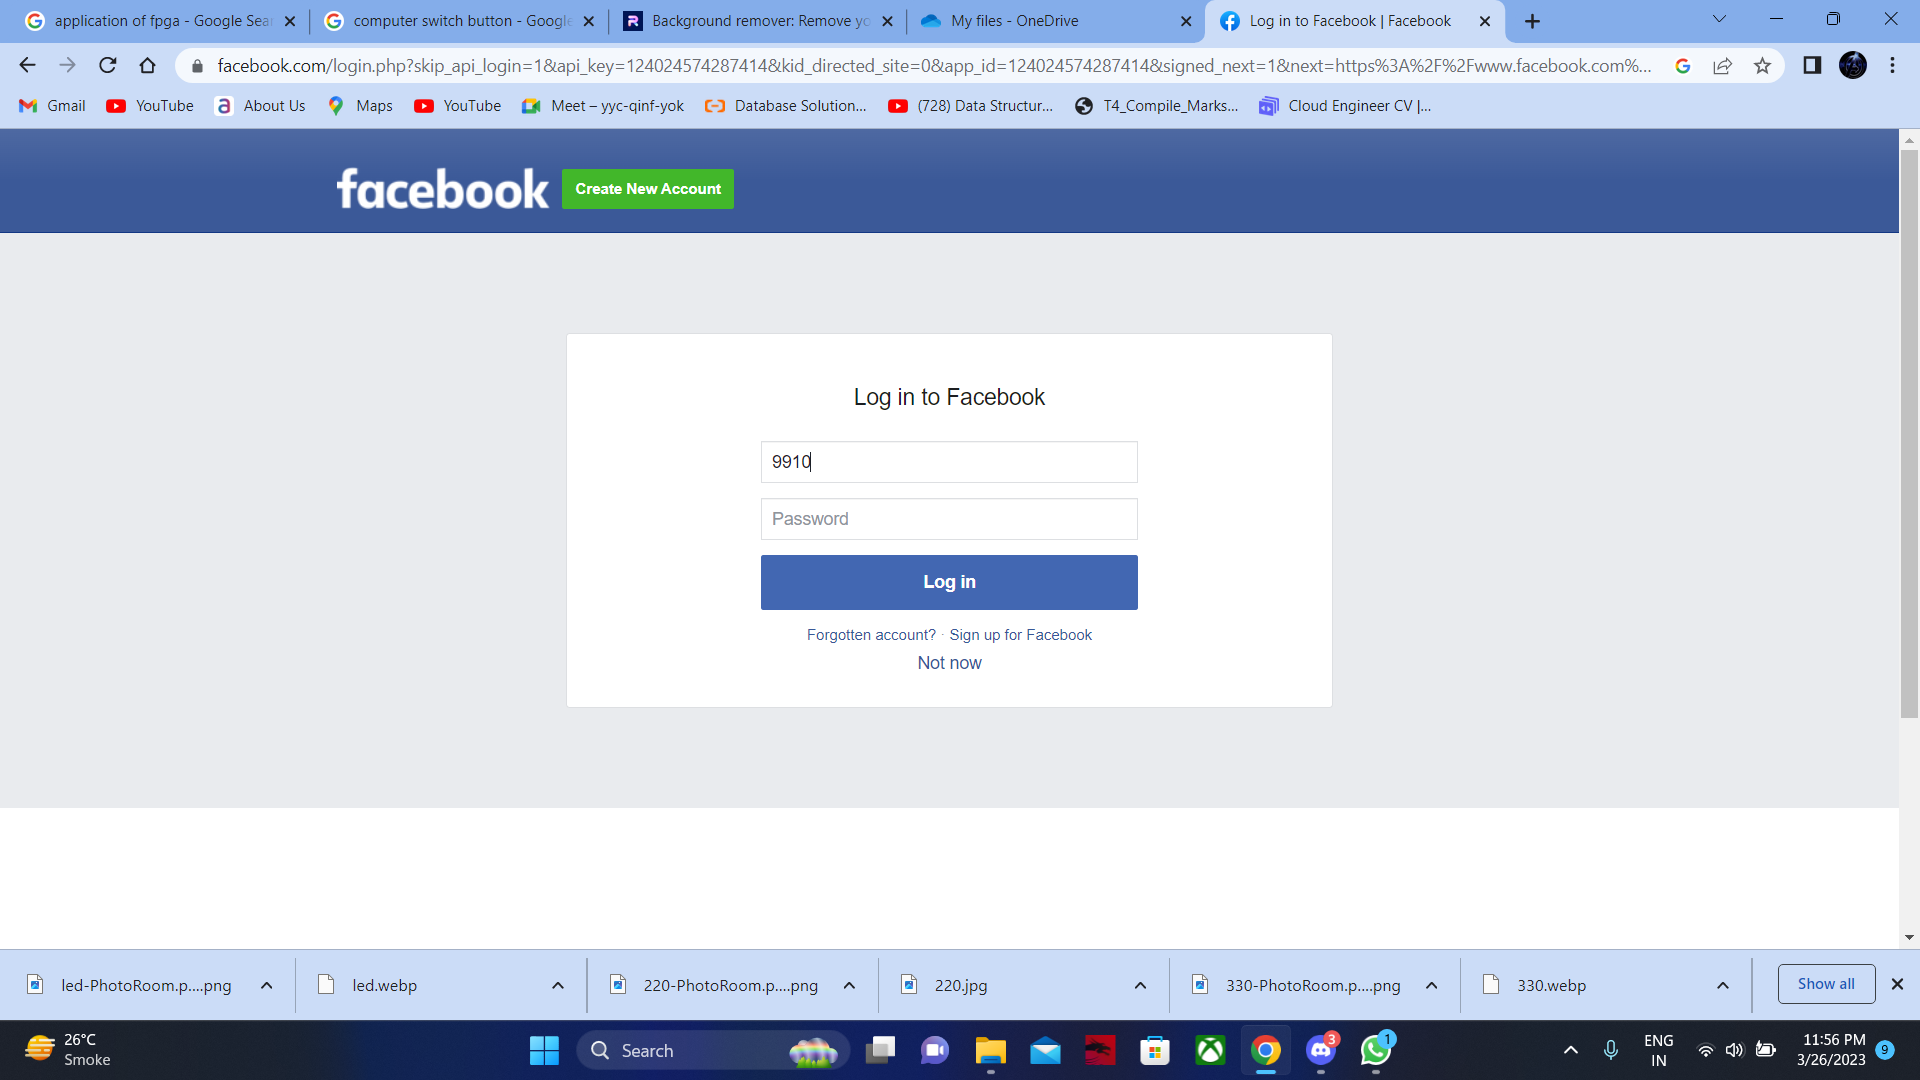 application of fpga - Google Sear
computer switch button - Google
Background remover: Remove yo
My files - OneDrive
Log in to Facebook | Facebook
facebook.com/login.php?skip_api_login=1&api_key=124024574287414&kid_directed_site=0&app_id=124024574287414&signed_next=1&next=https%3A%2F%2Fwww.facebook.com%...
Gmail
YouTube
About Us
Maps
YouTube
Meet – yyc-qinf-yok
Database Solution...
(728) Data Structur...
T4_Compile_Marks...
Cloud Engineer CV |...
facebook
Create New Account
Log in to Facebook
9910
Password
Log in
Forgotten account? · Sign up for Facebook
Not now
led-PhotoRoom.p....png
led.webp
220-PhotoRoom.p....png
220.jpg
330-PhotoRoom.p....png
330.webp
Show all
26°C
Smoke
Search
3
1
ENG
IN
11:56 PM
3/26/2023
9